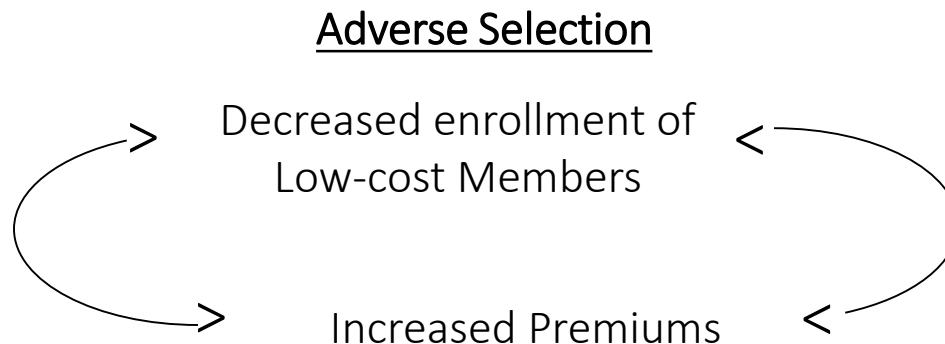 Adverse Selection
Decreased enrollment of
Low-cost Members
Increased Premiums